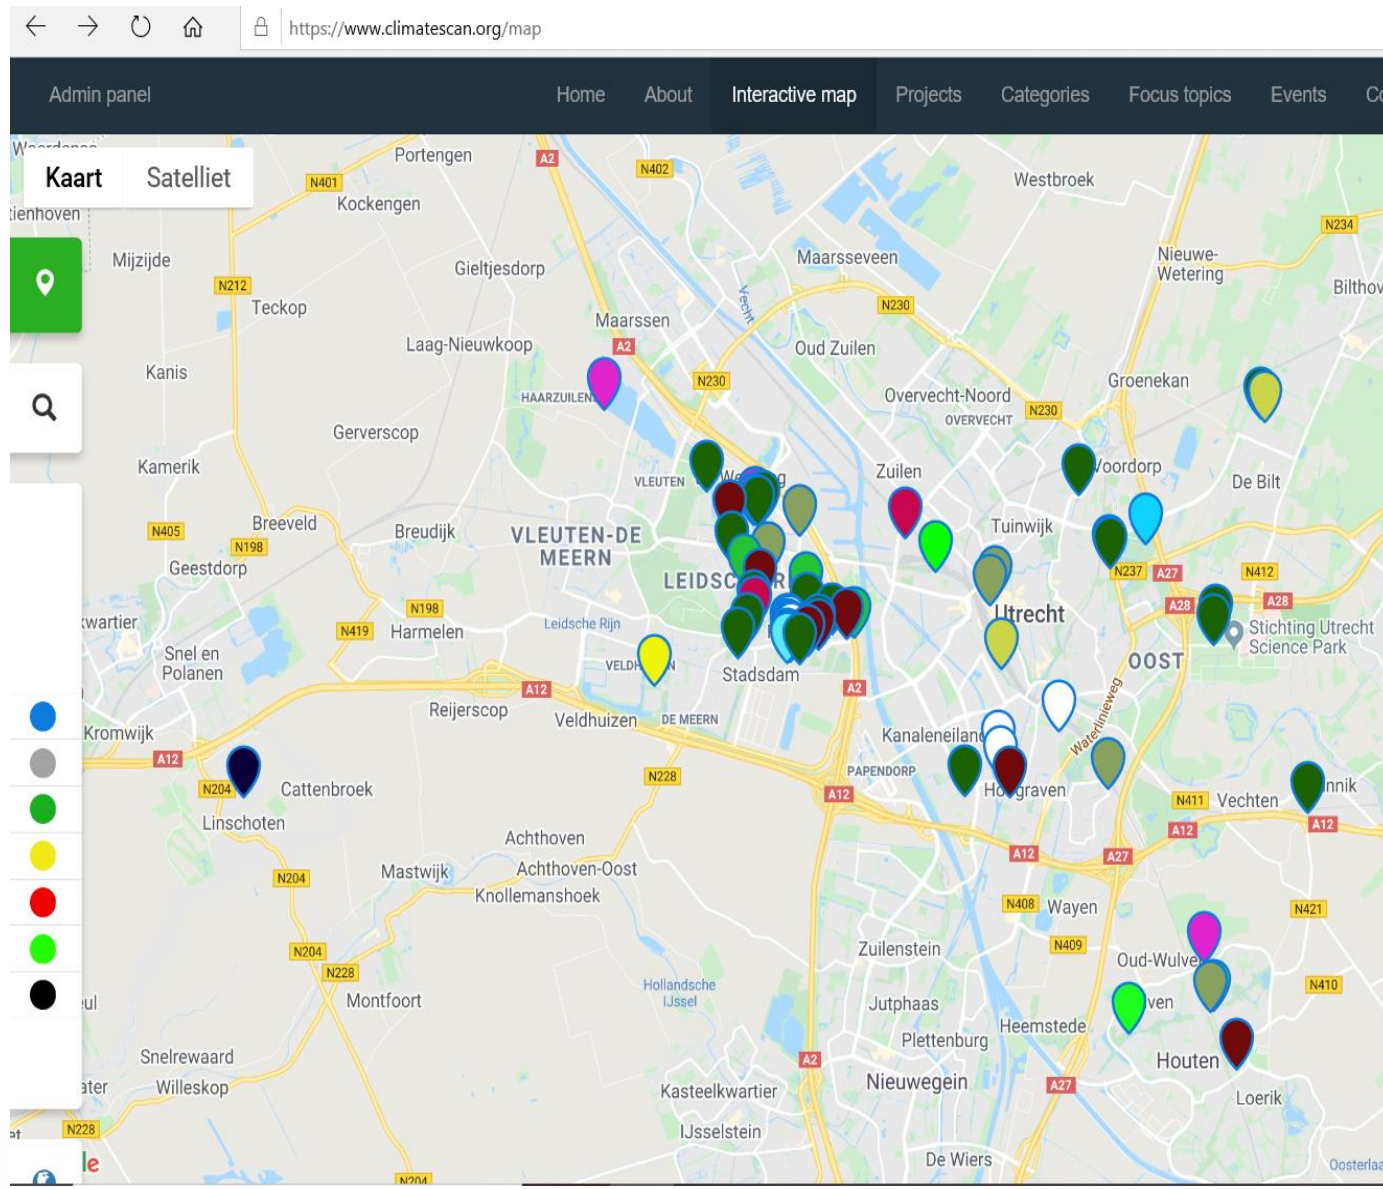 https://www.climatescan.org/map
Admin panel
Home
About
Interactive map
Projects
Categories
Focus topics
Events
Kaart
Satelliet
Portengen
A2
N402
N401
Kockengen
Westbroek
N234
Mijzijde
Gieltjesdorp
Maarsseveen
Nieuwe-
Wetering
N212
Teckop
Vecht
N230
Maarssen
Laag-Nieuwkoop
A2
Oud Zuilen
Kanis
N230
Groenekan
Overvecht-Noord
N230
OVERVECHT
Gerverscop
Kamerik
VLEUTEN
Zuilen
Voordorp
De Bilt
N405
Breeveld
Breudijk
VLEUTEN-DE
MEERN
Tuinwijk
N198
Geestdorp
N237
A27
N412
N198
A28
A28
Utrecht
N419
Harmelen
Leidsche Rijn
Stichting Utrecht
Science Park
Snel en
Polanen
OOST
Stadsdam
A12
A2
Reijerscop
Veldhuizen
DE MEERN
Waterlinieweg
Kromwijk
A12
PAPENDORP
N204
Cattenbroek
N228
A12
N411
Vechten
Linschoten
A12
A12
Achthoven
A12
A27
Mastwijk
Achthoven-Oost
N204
Knollemanshoek
N408
Wayen
N421
N204
Zuilenstein
N409
N228
Hollandsche
IJssel
N410
Montfoort
Jutphaas
Heemstede
Plettenburg
Snelrewaard
A2
Houten
Willeskop
Kasteelkwartier
Nieuwegein
A27
Loerik
N228
IJsselstein
De Wiers
N204